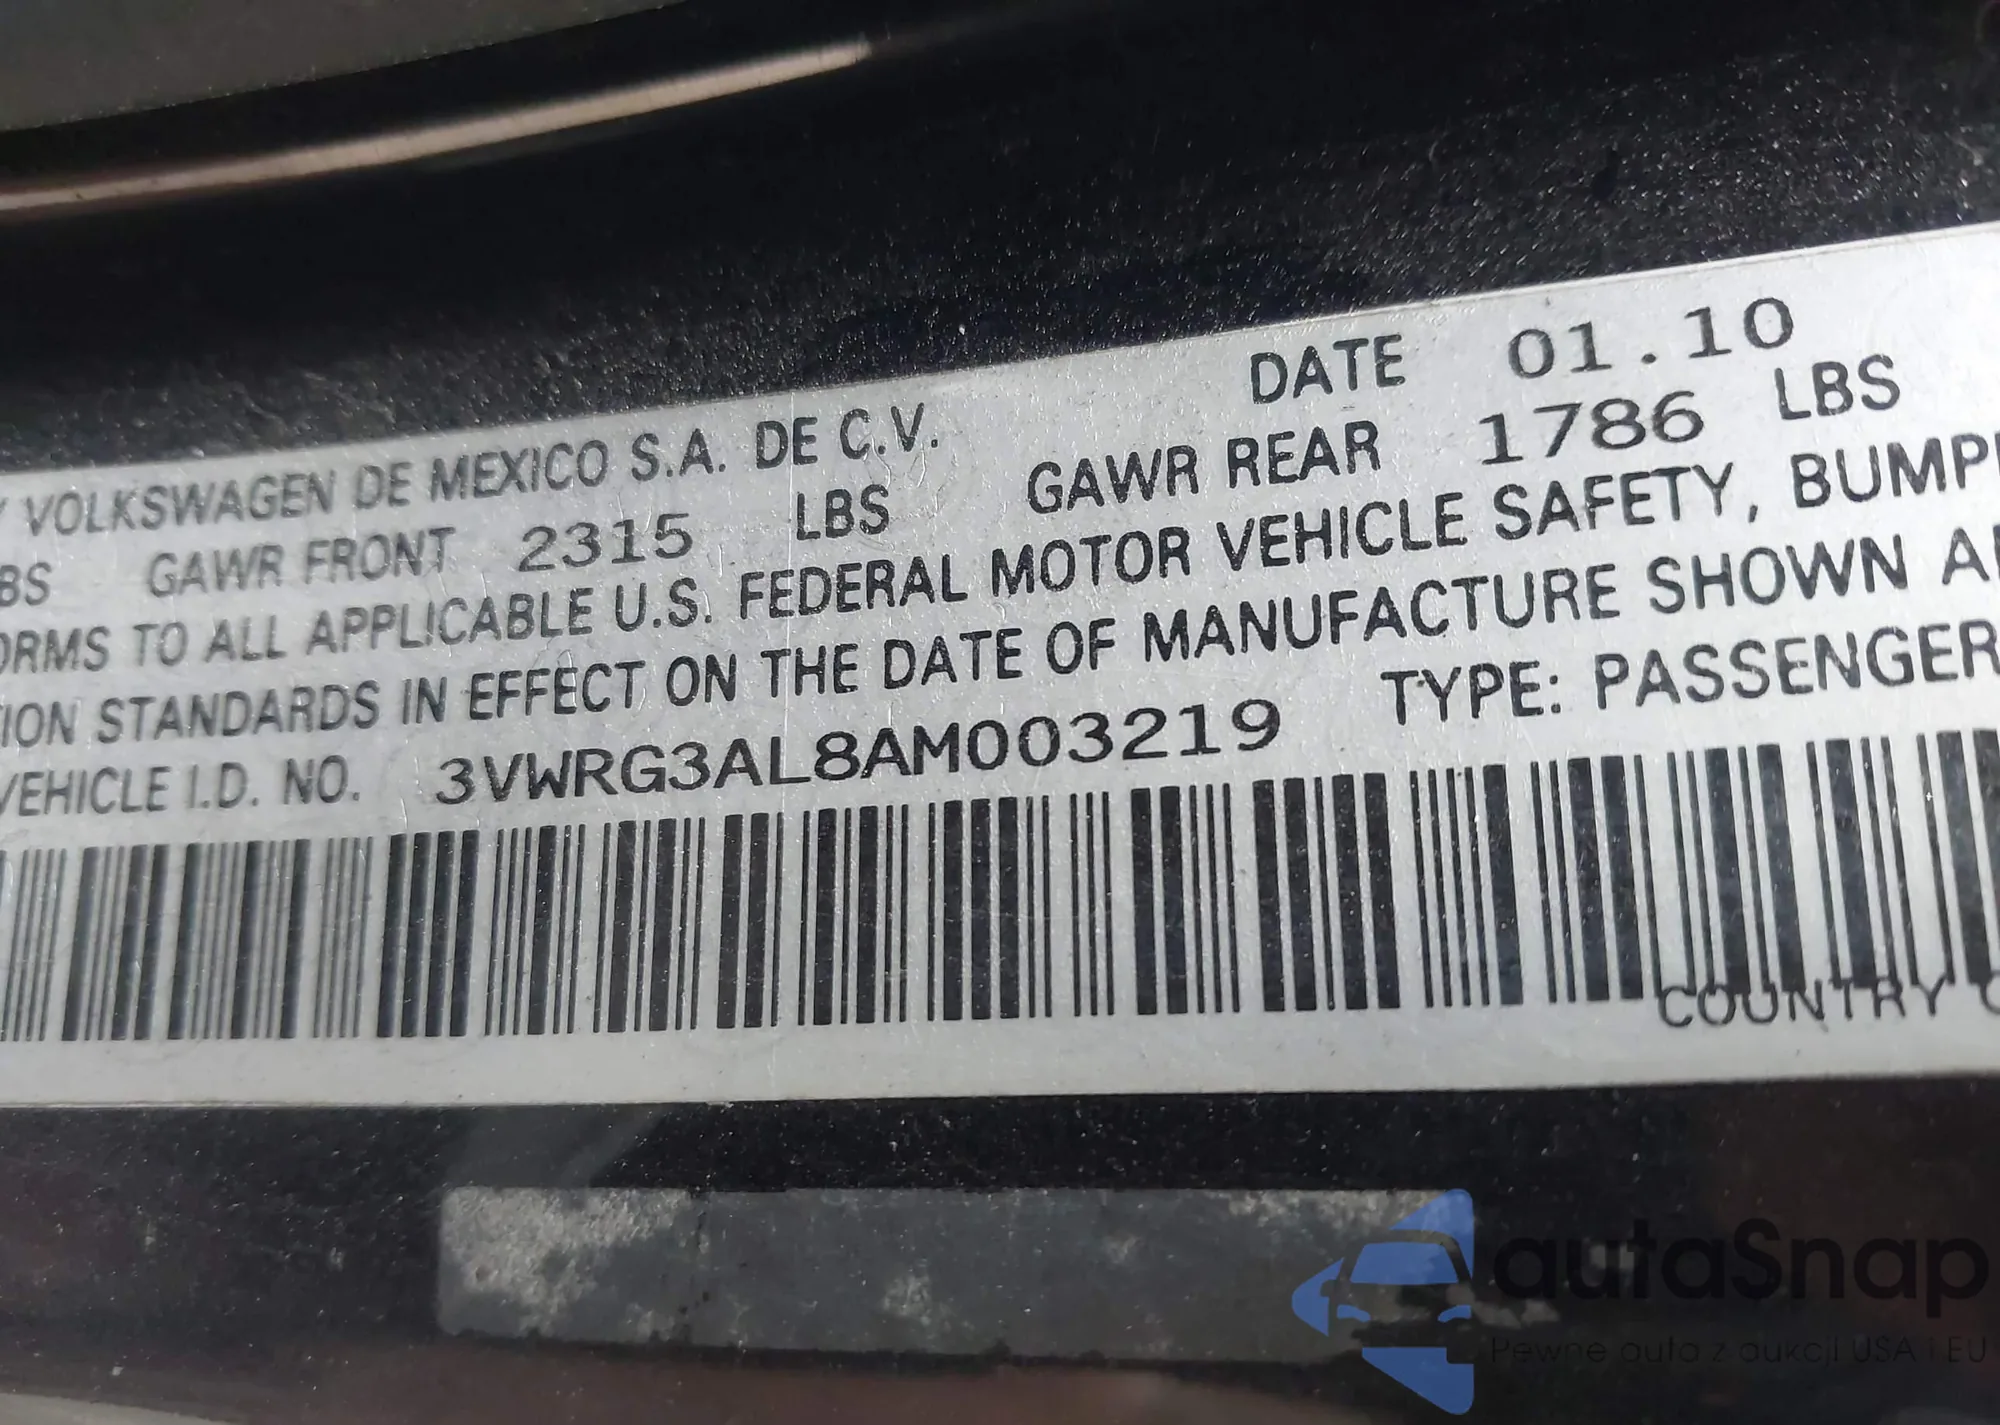 Y VOLKSWAGEN DE MEXICO S.A. DE C.V. DATE 01.10
BS GAWR FRONT 2315 LBS GAWR REAR 1786 LBS
ORMS TO ALL APPLICABLE U.S. FEDERAL MOTOR VEHICLE SAFETY, BUMP
ION STANDARDS IN EFFECT ON THE DATE OF MANUFACTURE SHOWN A
VEHICLE I.D. NO. 3VWRG3AL8AM003219 TYPE: PASSENGER
COUNTRY O
autaSnap
Pewne auta z aukcji USA i EU